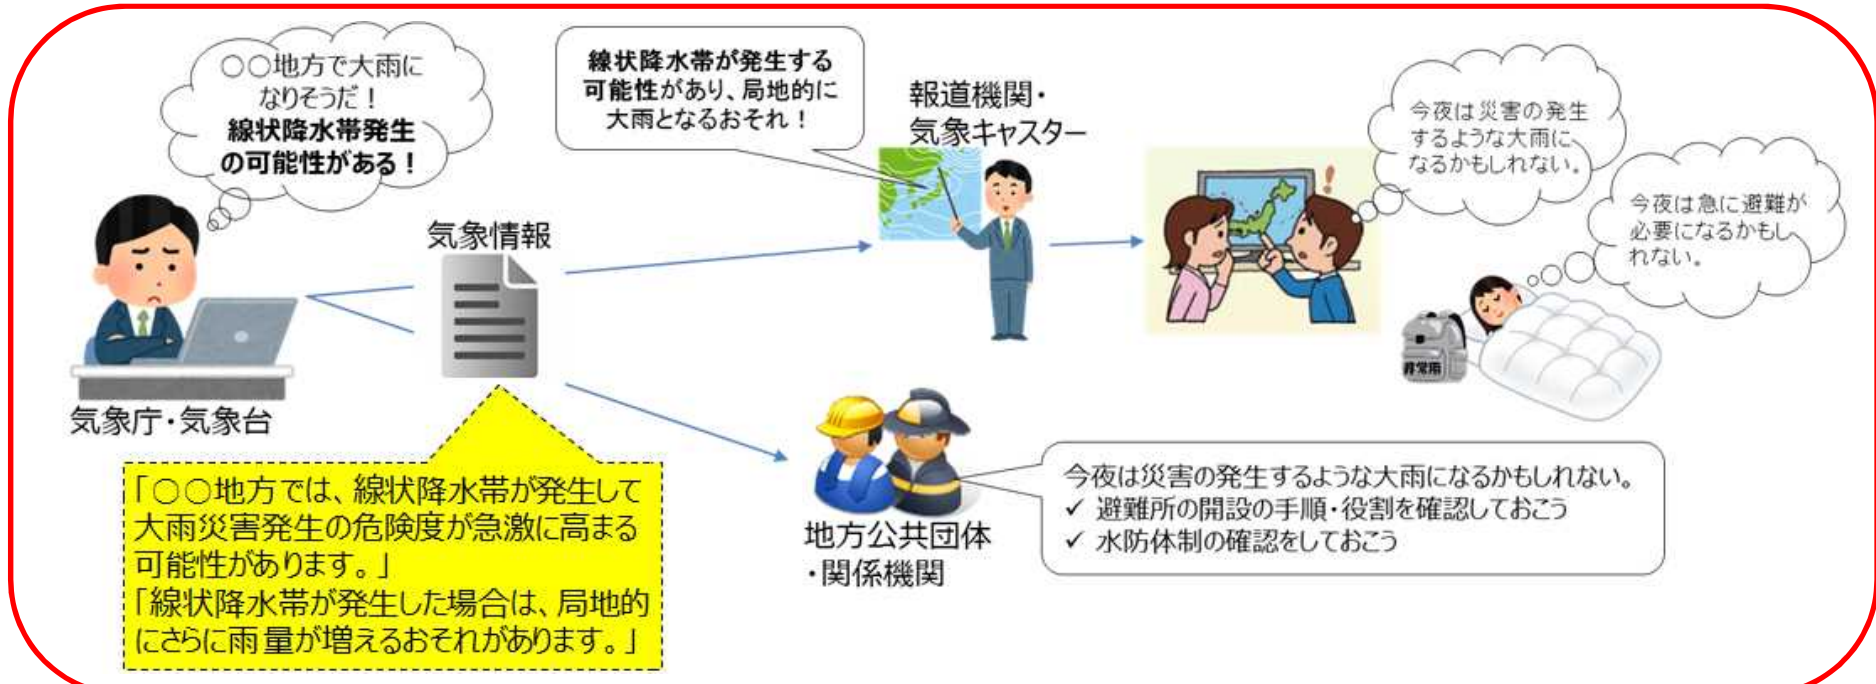 ○○地方で大雨に
なりそうだ！
線状降水帯発生
の可能性がある！
気象庁・気象台
気象情報
「○○地方では、線状降水帯が発生して
大雨災害発生の危険度が急激に高まる
可能性があります。」
「線状降水帯が発生した場合は、局地的
にさらに雨量が増えるおそれがあります。」
線状降水帯が発生する
可能性があり、局地的に
大雨となるおそれ！
報道機関・
気象キャスター
今夜は災害の発生
するような大雨に
なるかもしれない。
今夜は急に避難が
必要になるかもし
れない。
非常用
地方公共団体
・関係機関
今夜は災害の発生するような大雨になるかもしれない。
✓ 避難所の開設の手順・役割を確認しておこう
✓ 水防体制の確認をしておこう